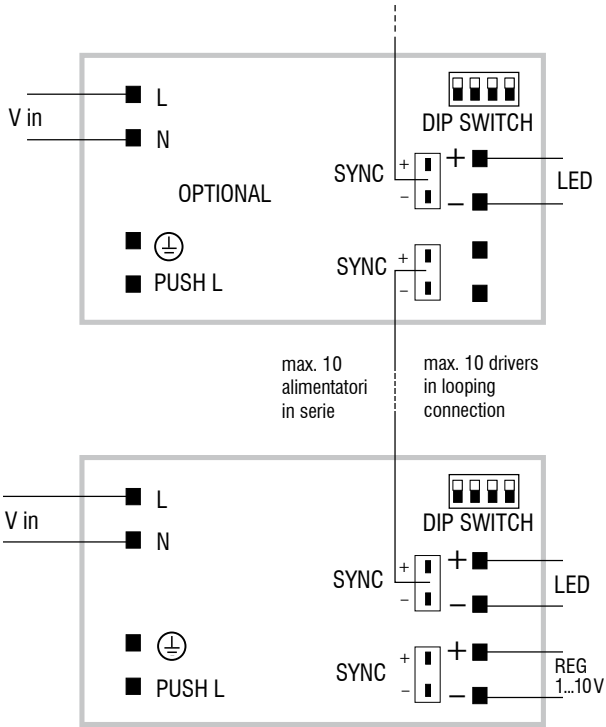 L
DIP SWITCH
V in
N
+
+
SYNC
LED
OPTIONAL
–
–
+
SYNC
PUSH L
–
max. 10
alimentatori
in serie
max. 10 drivers
in looping
connection
L
DIP SWITCH
V in
N
+
+
SYNC
LED
–
–
+
+
SYNC
REG
1...10 V
PUSH L
–
–